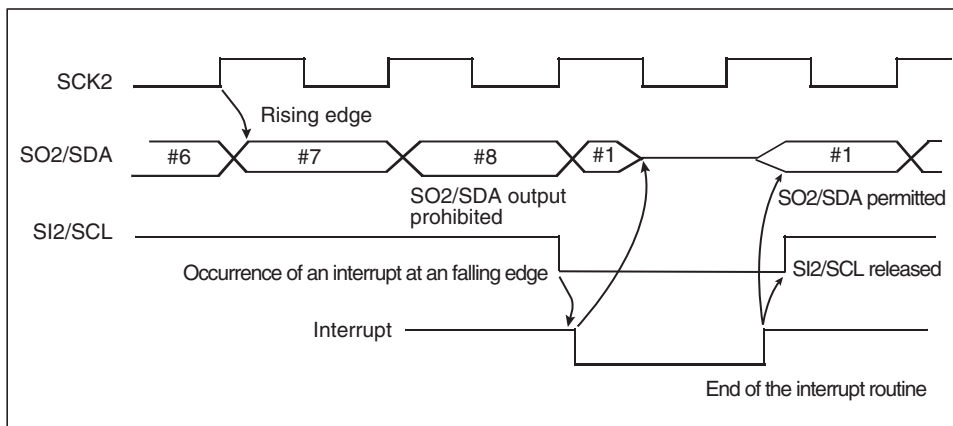 SCK2
Rising edge
SO2/SDA
#6
#7
#8
#1
#1
SO2/SDA output
prohibited
SO2/SDA permitted
SI2/SCL
Occurrence of an interrupt at an falling edge
SI2/SCL released
Interrupt
End of the interrupt routine